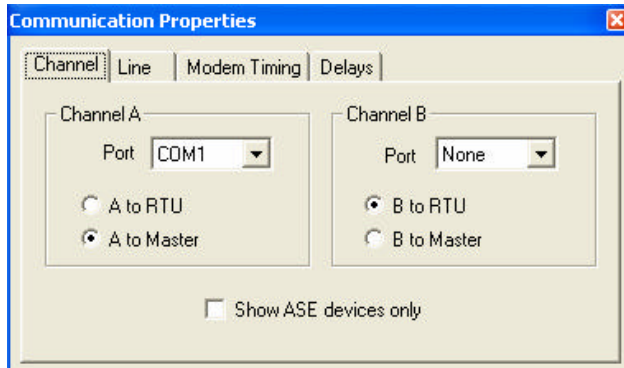 Communication Properties
Channel Line Modem Timing Delays
Channel A
Port COM1
A to RTU
A to Master
Channel B
Port None
B to RTU
B to Master
Show ASE devices only